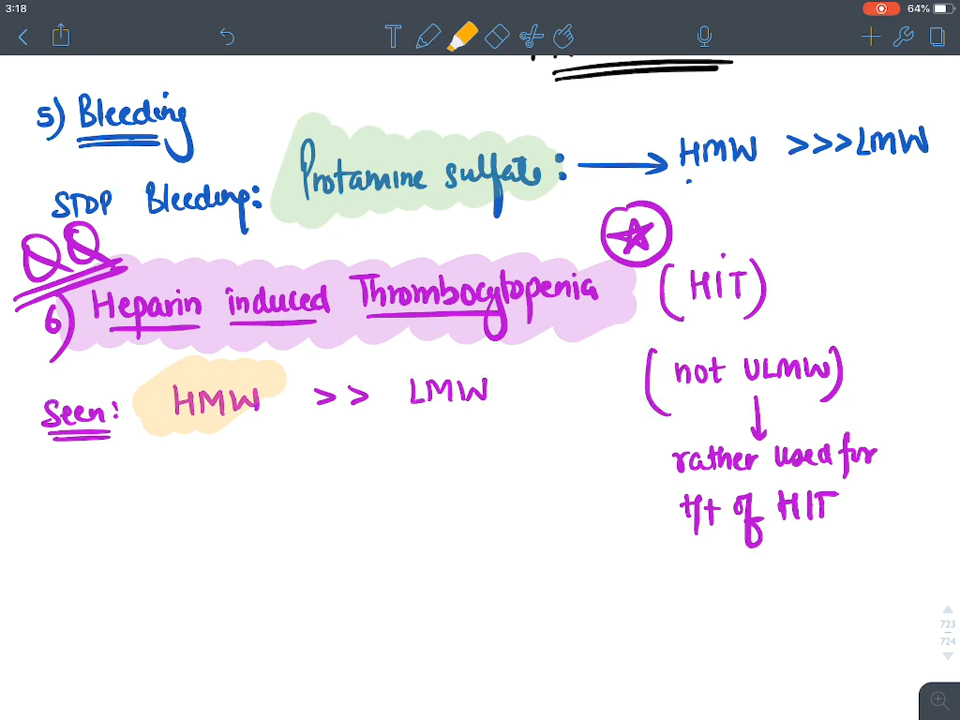 3:18
64%
5) Bleeding
STOP Bleeding: Protamine sulfate: → HMW >>> LMW
QQ
6) Heparin induced Thrombocytopenia (HIT)
(not ULMW)
Seen: HMW >> LMW
rather used for
t/t of HIT
723
724